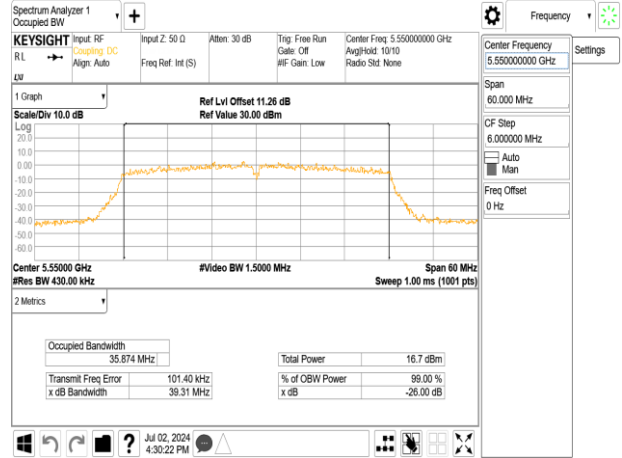 Spectrum Analyzer 1
Occupied BW
Frequency
KEYSIGHT
RL
Input: RF
Coupling: DC
Align: Auto
Input Z: 50 Ω
Freq Ref: Int (S)
Atten: 30 dB
Trig: Free Run
Gate: Off
#IF Gain: Low
Center Freq: 5.550000000 GHz
Avg|Hold: 10/10
Radio Std: None
Center Frequency
5.550000000 GHz
Settings
Span
60.000 MHz
CF Step
6.000000 MHz
Auto
Man
Freq Offset
0 Hz
1 Graph
Scale/Div 10.0 dB
Ref Lvl Offset 11.26 dB
Ref Value 30.00 dBm
Log
20.0
10.0
0.00
-10.0
-20.0
-30.0
-40.0
-50.0
-60.0
Center 5.55000 GHz
#Video BW 1.5000 MHz
Span 60 MHz
#Res BW 430.00 kHz
Sweep 1.00 ms (1001 pts)
2 Metrics
Occupied Bandwidth
35.874 MHz
Total Power 16.7 dBm
Transmit Freq Error 101.40 kHz
% of OBW Power 99.00 %
x dB Bandwidth 39.31 MHz
x dB -26.00 dB
?
Jul 02, 2024
4:30:22 PM